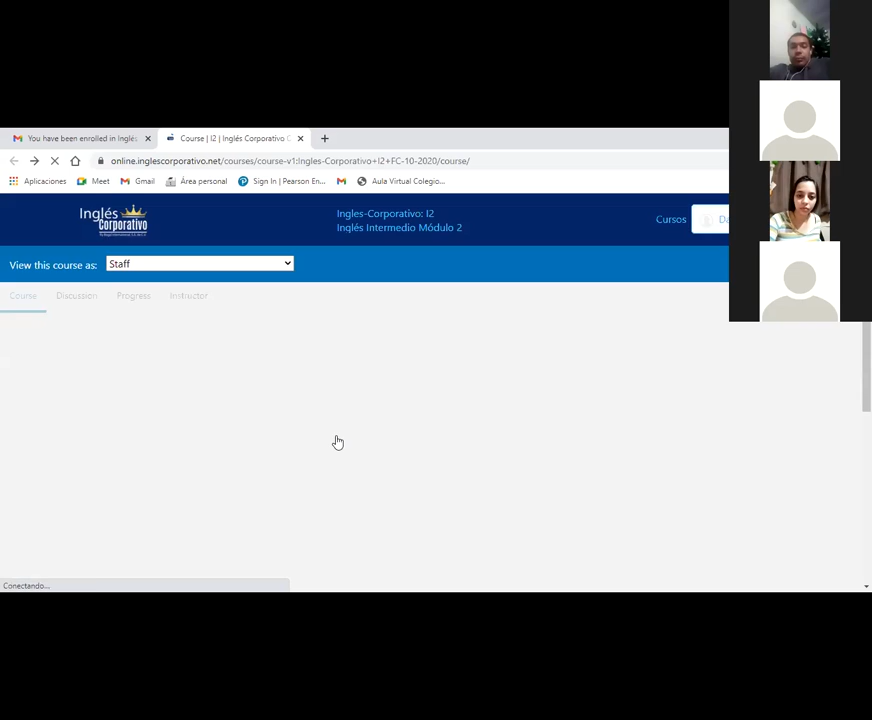 You have been enrolled in Inglés
Course | I2 | Inglés Corporativo C
online.inglescorporativo.net/courses/course-v1:Ingles-Corporativo+I2+FC-10-2020/course/
Aplicaciones
Meet
Gmail
Área personal
Sign In | Pearson En...
Aula Virtual Colegio...
Inglés
Corporativo
Ingles-Corporativo: I2
Inglés Intermedio Módulo 2
Cursos
Da
View this course as:
Staff
Course
Discussion
Progress
Instructor
Conectando...